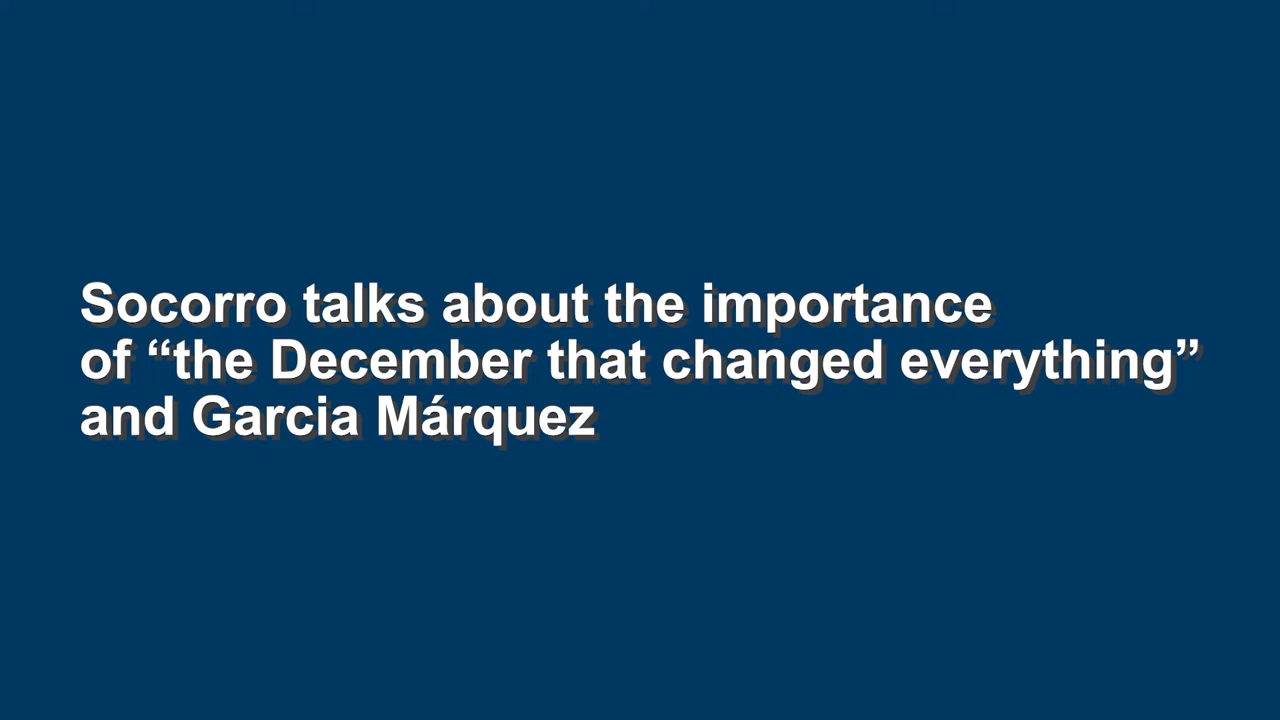 Socorro talks about the importance
of “the December that changed everything”
and Garcia Márquez